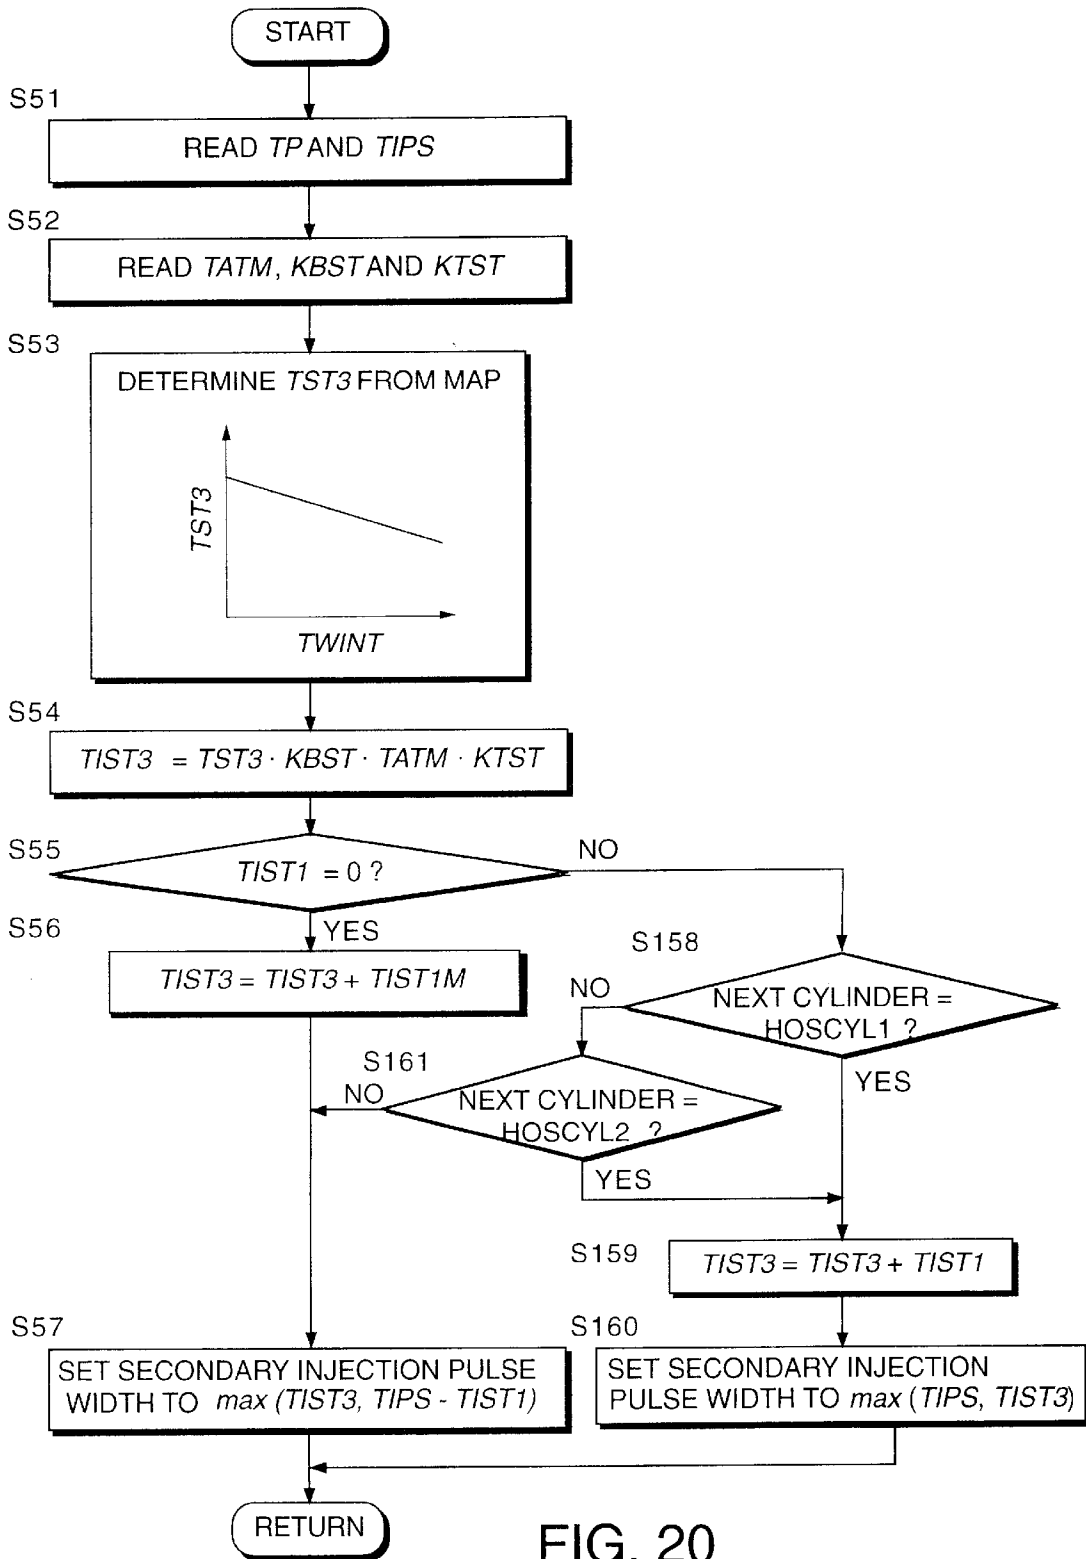 START
S51
READ TP AND TIPS
S52
READ TATM, KBST AND KTST
S53
DETERMINE TST3 FROM MAP
TST3
TWINT
S54
TIST3 = TST3 · KBST · TATM · KTST
S55
TIST1 = 0 ?
NO
YES
S56
TIST3 = TIST3 + TIST1M
S158
NEXT CYLINDER =
HOSCYL1 ?
NO
YES
S161
NO
NEXT CYLINDER =
HOSCYL2 ?
YES
S159
TIST3 = TIST3 + TIST1
S57
SET SECONDARY INJECTION PULSE
WIDTH TO max (TIST3, TIPS - TIST1)
S160
SET SECONDARY INJECTION
PULSE WIDTH TO max (TIPS, TIST3)
RETURN
FIG. 20